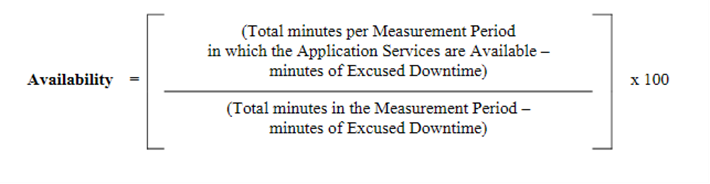 (Total minutes per Measurement Period
in which the Application Services are Available –
minutes of Excused Downtime)
Availability = x 100
(Total minutes in the Measurement Period –
minutes of Excused Downtime)